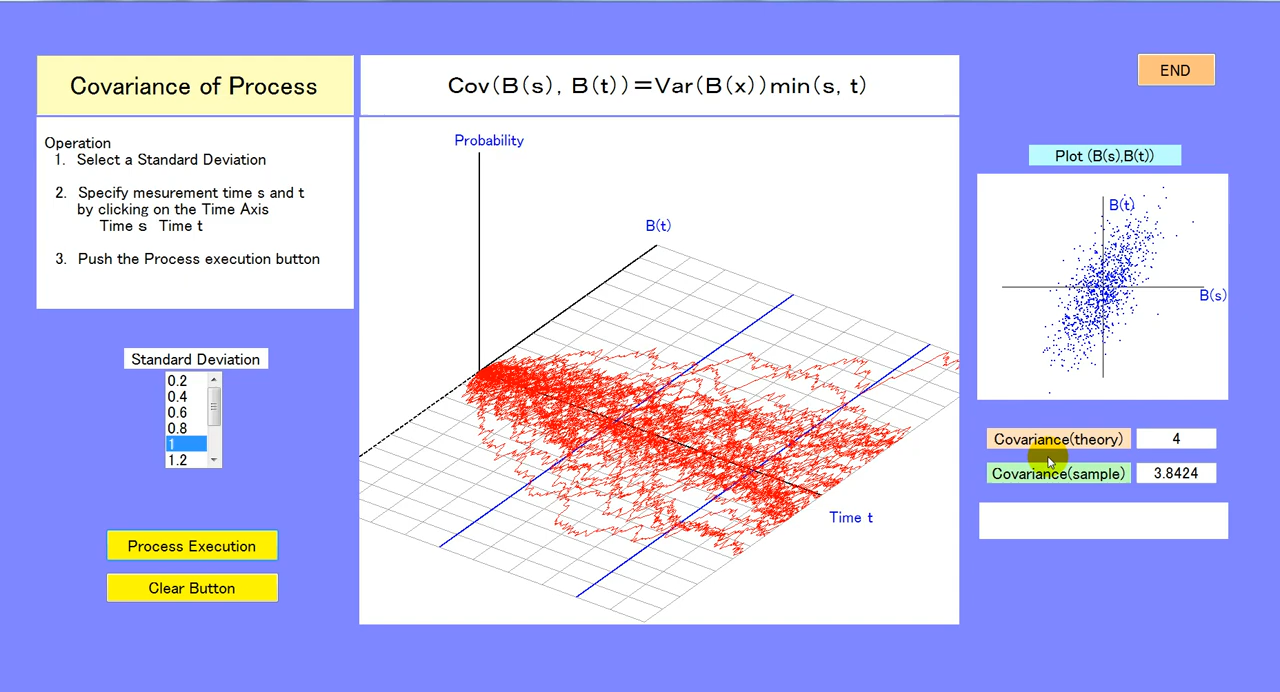 Covariance of Process
Cov(B(s), B(t))=Var(B(x))min(s, t)
END
Operation
1. Select a Standard Deviation
2. Specify mesurement time s and t
by clicking on the Time Axis
Time s Time t
3. Push the Process execution button
Standard Deviation
0.2
0.4
0.6
0.8
1
1.2
Process Execution
Clear Button
Probability
B(t)
Time t
Plot (B(s),B(t))
B(t)
B(s)
Covariance(theory) 4
Covariance(sample) 3.8424